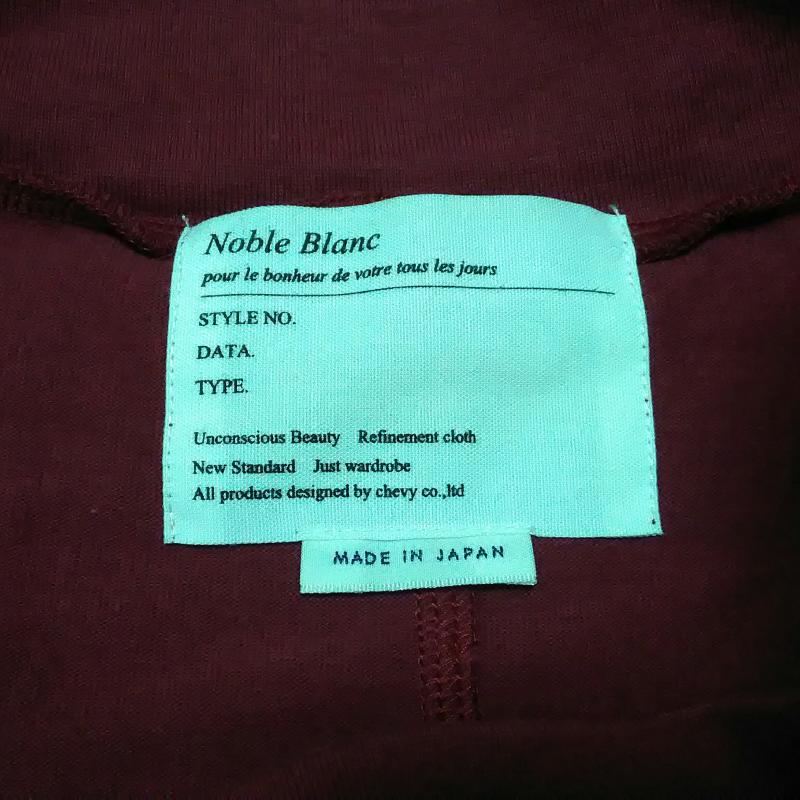 Noble Blanc
pour le bonheur de votre tous les jours
STYLE NO.
DATA.
TYPE.
Unconscious Beauty Refinement cloth
New Standard Just wardrobe
All products designed by chevy co.,ltd
MADE IN JAPAN